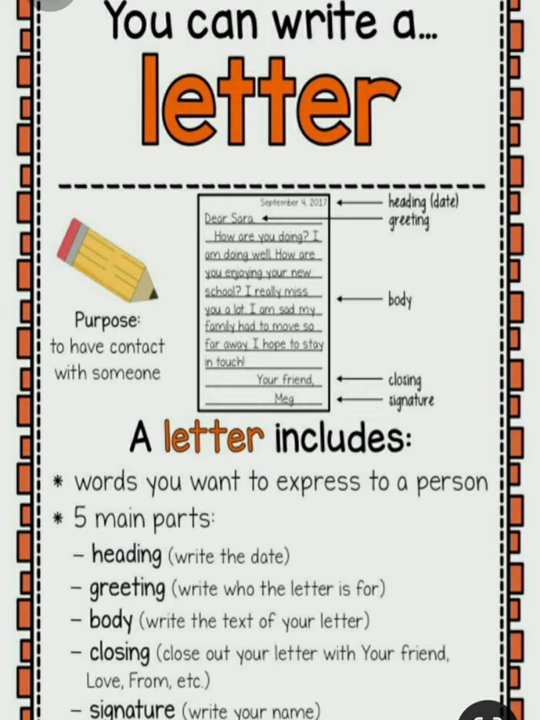 You can write a...
letter
September 4, 2017
heading (date)
Dear Sara,
greeting
How are you doing? I
am doing well. How are
you enjoying your new
school? I really miss
you a lot. I am sad my
family had to move so
far away. I hope to stay
in touch!
body
Your friend,
closing
Meg
signature
Purpose:
to have contact
with someone
A letter includes:
* words you want to express to a person
* 5 main parts:
- heading (write the date)
- greeting (write who the letter is for)
- body (write the text of your letter)
- closing (close out your letter with Your friend,
Love, From, etc.)
- signature (write your name)